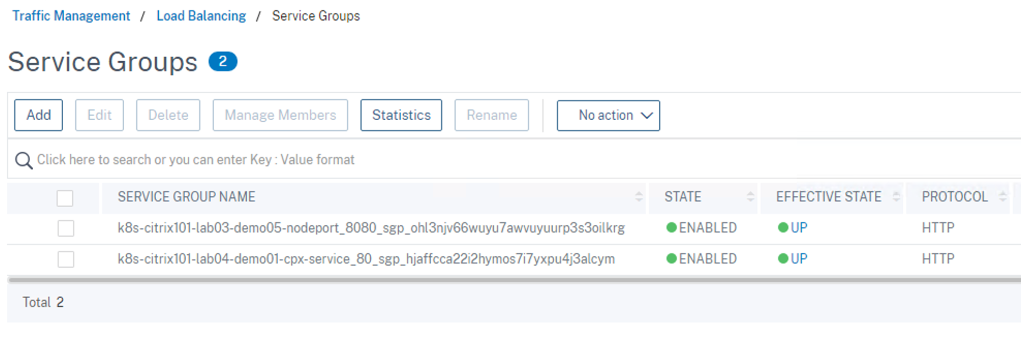 Traffic Management / Load Balancing / Service Groups
Service Groups 2
Add Edit Delete Manage Members Statistics Rename No action
Click here to search or you can enter Key : Value format
SERVICE GROUP NAME STATE EFFECTIVE STATE PROTOCOL
k8s-citrix101-lab03-demo05-nodeport_8080_sgp_ohl3njv66wuyu7awvuyuurp3s3oilkrg ENABLED UP HTTP
k8s-citrix101-lab04-demo01-cpx-service_80_sgp_hjaffcca22i2hymos7i7yxpu4j3alcym ENABLED UP HTTP
Total 2